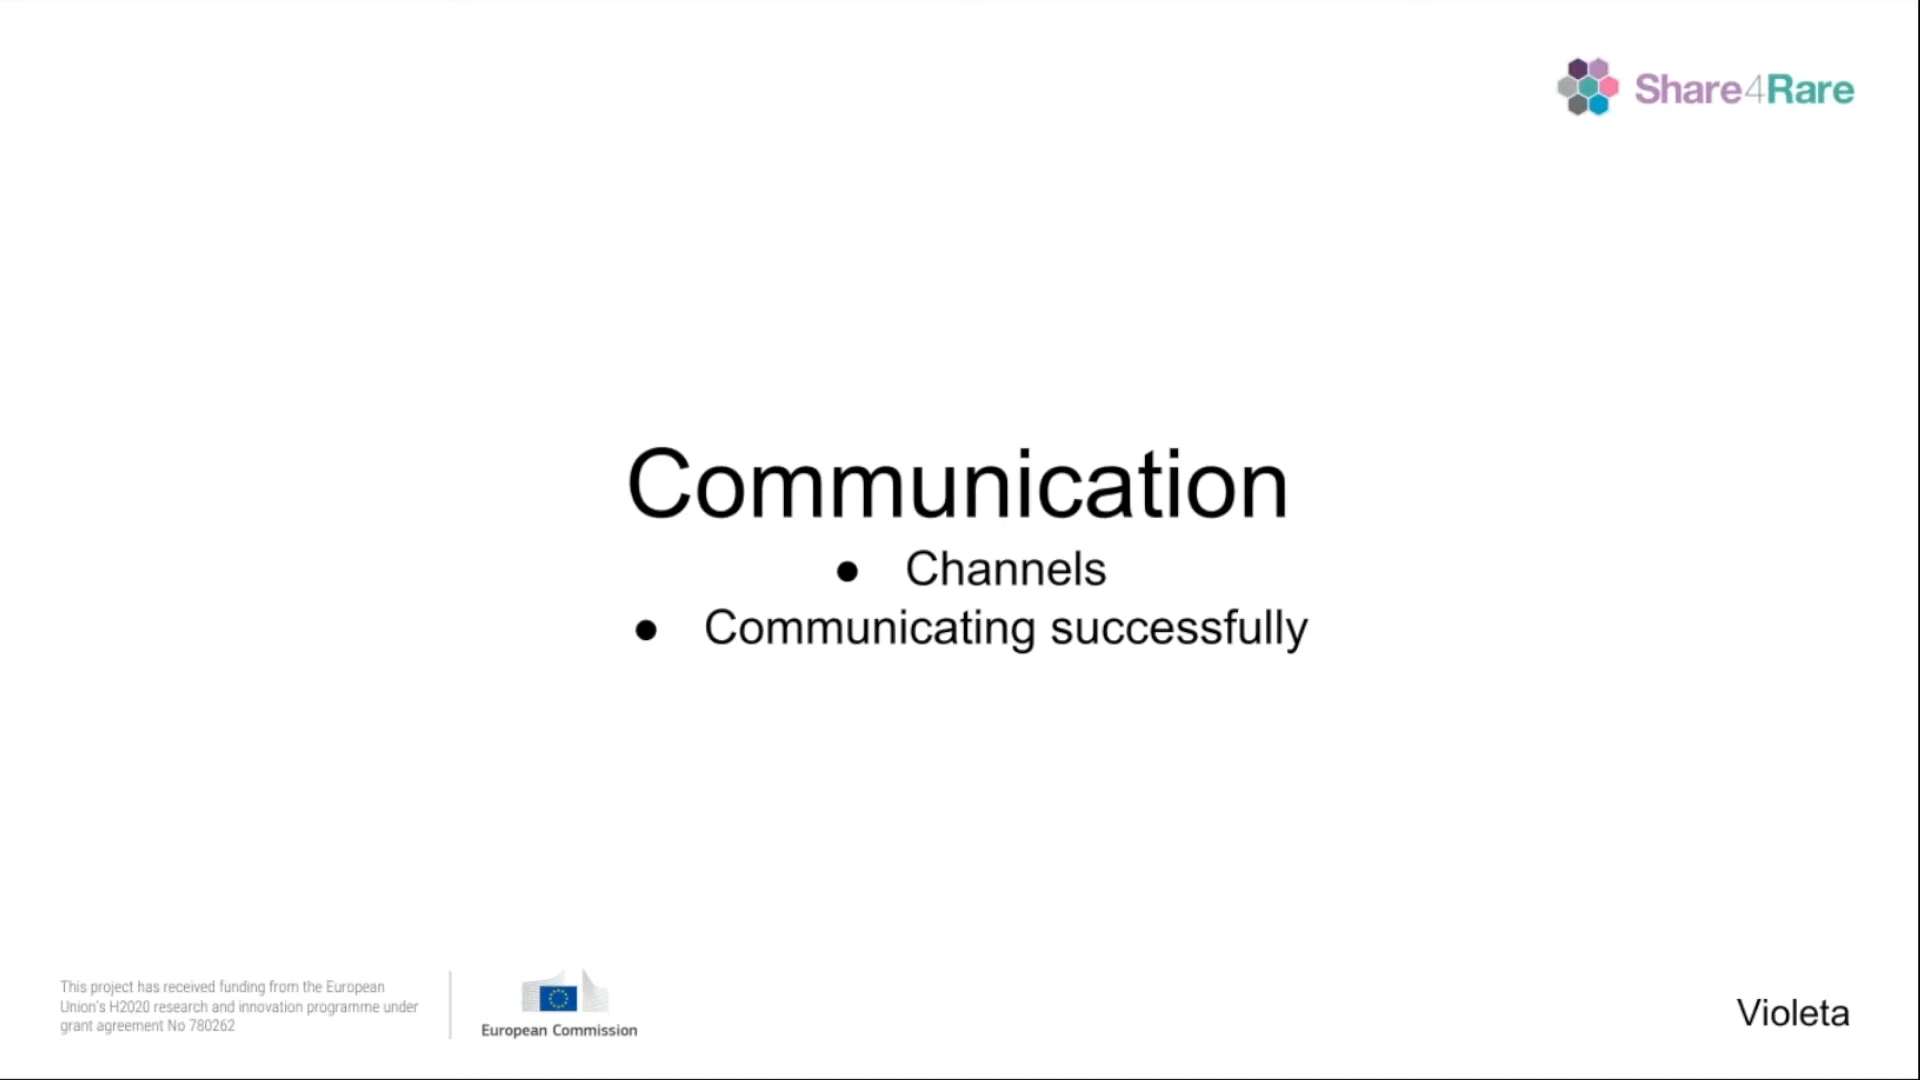 Share4Rare
Communication
● Channels
● Communicating successfully
This project has received funding from the European
Union's H2020 research and innovation programme under
grant agreement No 780262
European Commission
Violeta